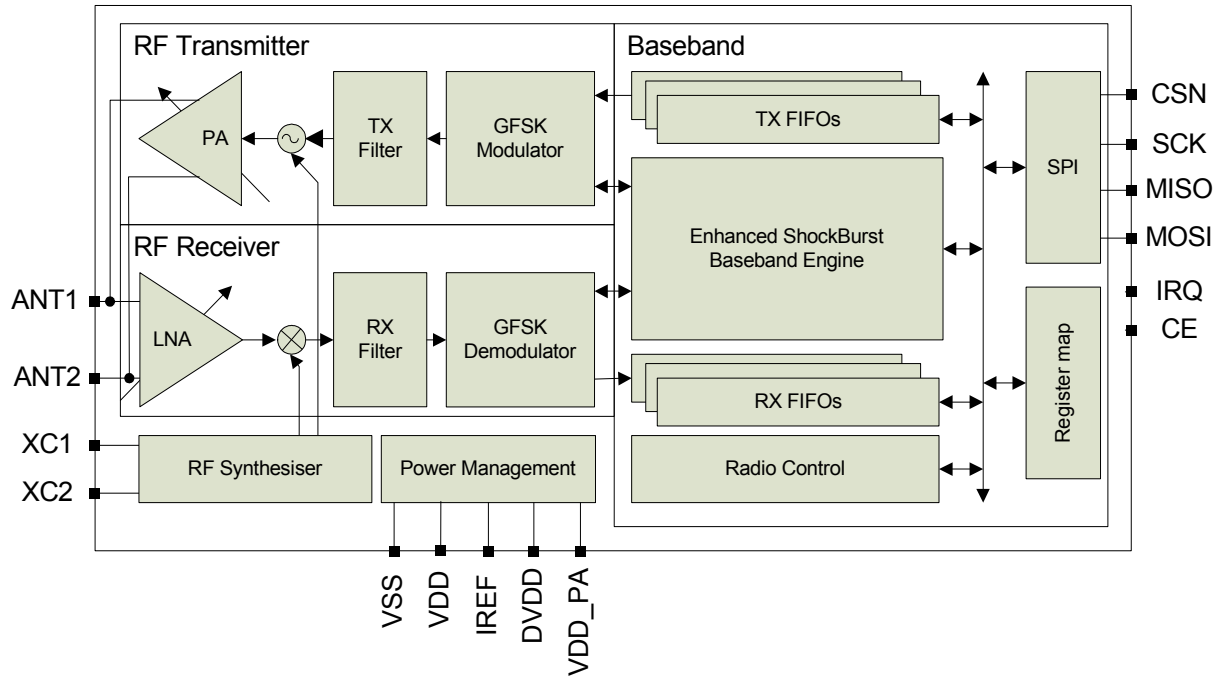 RF Transmitter
Baseband
PA
TX
Filter
GFSK
Modulator
TX FIFOs
SPI
CSN
SCK
MISO
MOSI
Enhanced ShockBurst
Baseband Engine
RF Receiver
ANT1
ANT2
LNA
RX
Filter
GFSK
Demodulator
RX FIFOs
Register map
IRQ
CE
XC1
XC2
RF Synthesiser
Power Management
Radio Control
VSS
VDD
IREF
DVDD
VDD_PA